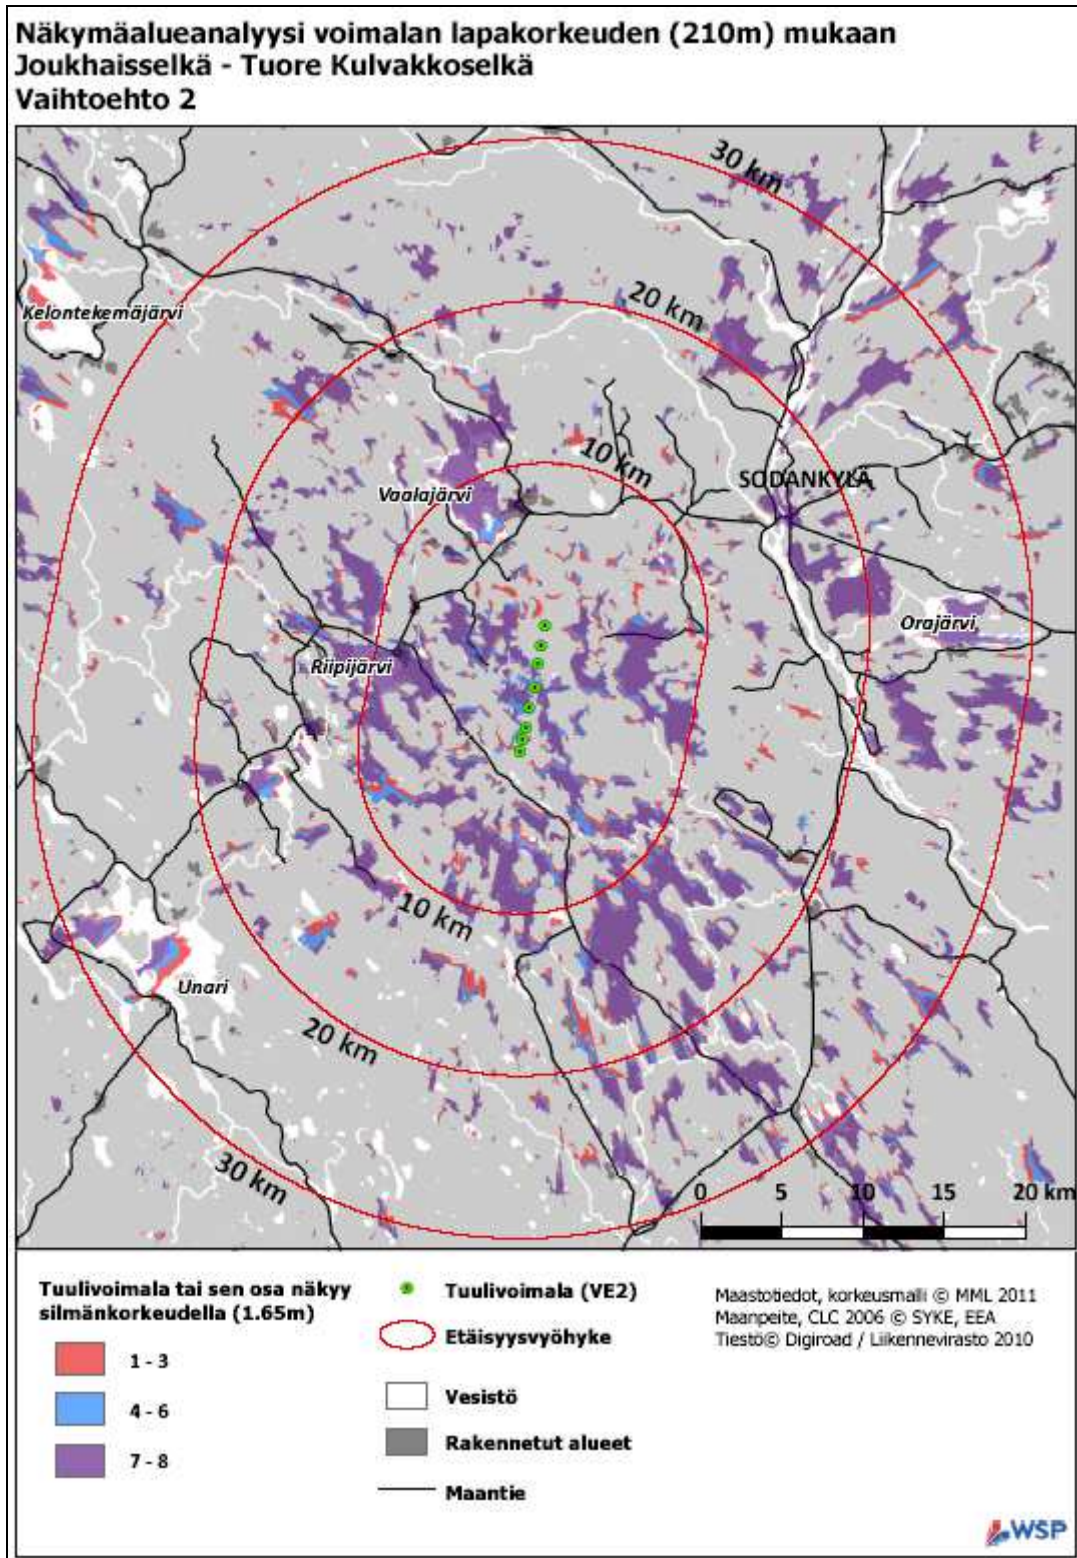 Näkymäalueanalyysi voimalan lapakorkeuden (210m) mukaan
Joukhaisselkä - Tuore Kulvakkoselkä
Vaihtoehto 2
30 km
20 km
Kelontekemäjärvi
10 km
SODANKYLÄ
Vaalajärvi
Orajärvi
Riipijärvi
10 km
Unari
20 km
30 km
0 5 10 15 20 km
Tuulivoimala tai sen osa näkyy
silmänkorkeudella (1.65m)
1 - 3
4 - 6
7 - 8
Tuulivoimala (VE2)
Etäisyysvyöhyke
Vesistö
Rakennetut alueet
Maantie
Maastotiedot, korkeusmalli © MML 2011
Maanpeite, CLC 2006 © SYKE, EEA
Tiestö© Digiroad / Liikennevirasto 2010
WSP